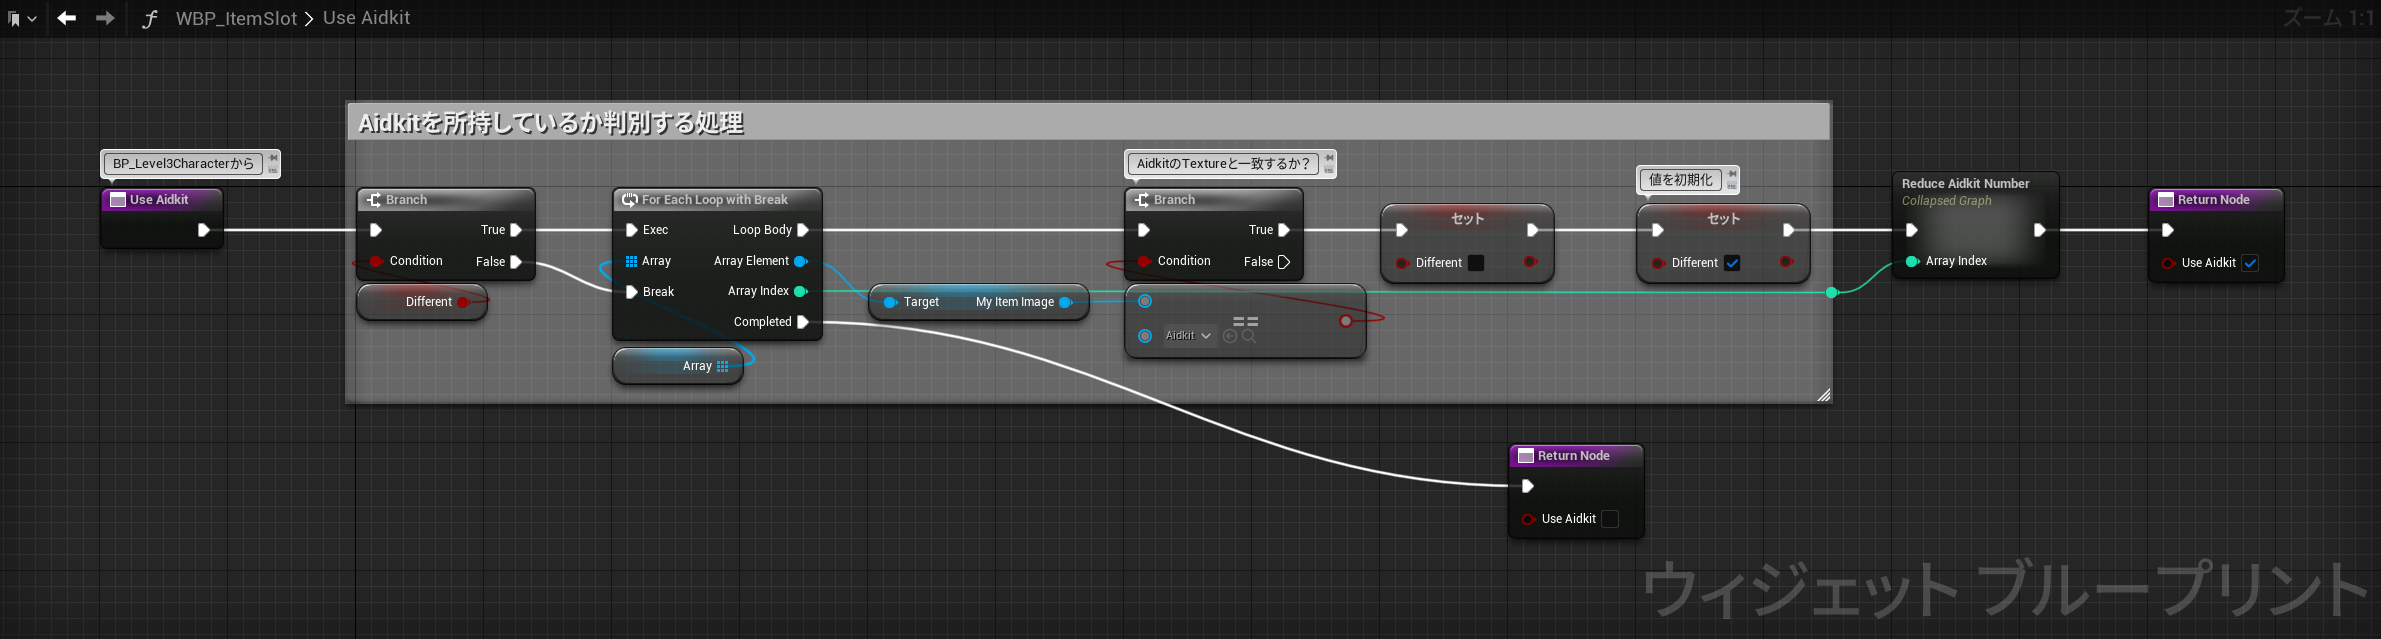 WBP_ItemSlot > Use Aidkit
ズーム 1:1
Aidkitを所持しているか判別する処理
BP_Level3Characterから
Use Aidkit
Branch
True
Condition
False
Different
For Each Loop with Break
Exec
Loop Body
Array
Array Element
Break
Array Index
Completed
Array
Target
My Item Image
AidkitのTextureと一致するか？
Branch
True
Condition
False
==
Aidkit
セット
Different
値を初期化
セット
Different
Reduce Aidkit Number
Collapsed Graph
Array Index
Return Node
Use Aidkit
Return Node
Use Aidkit
ウィジェット ブループリント